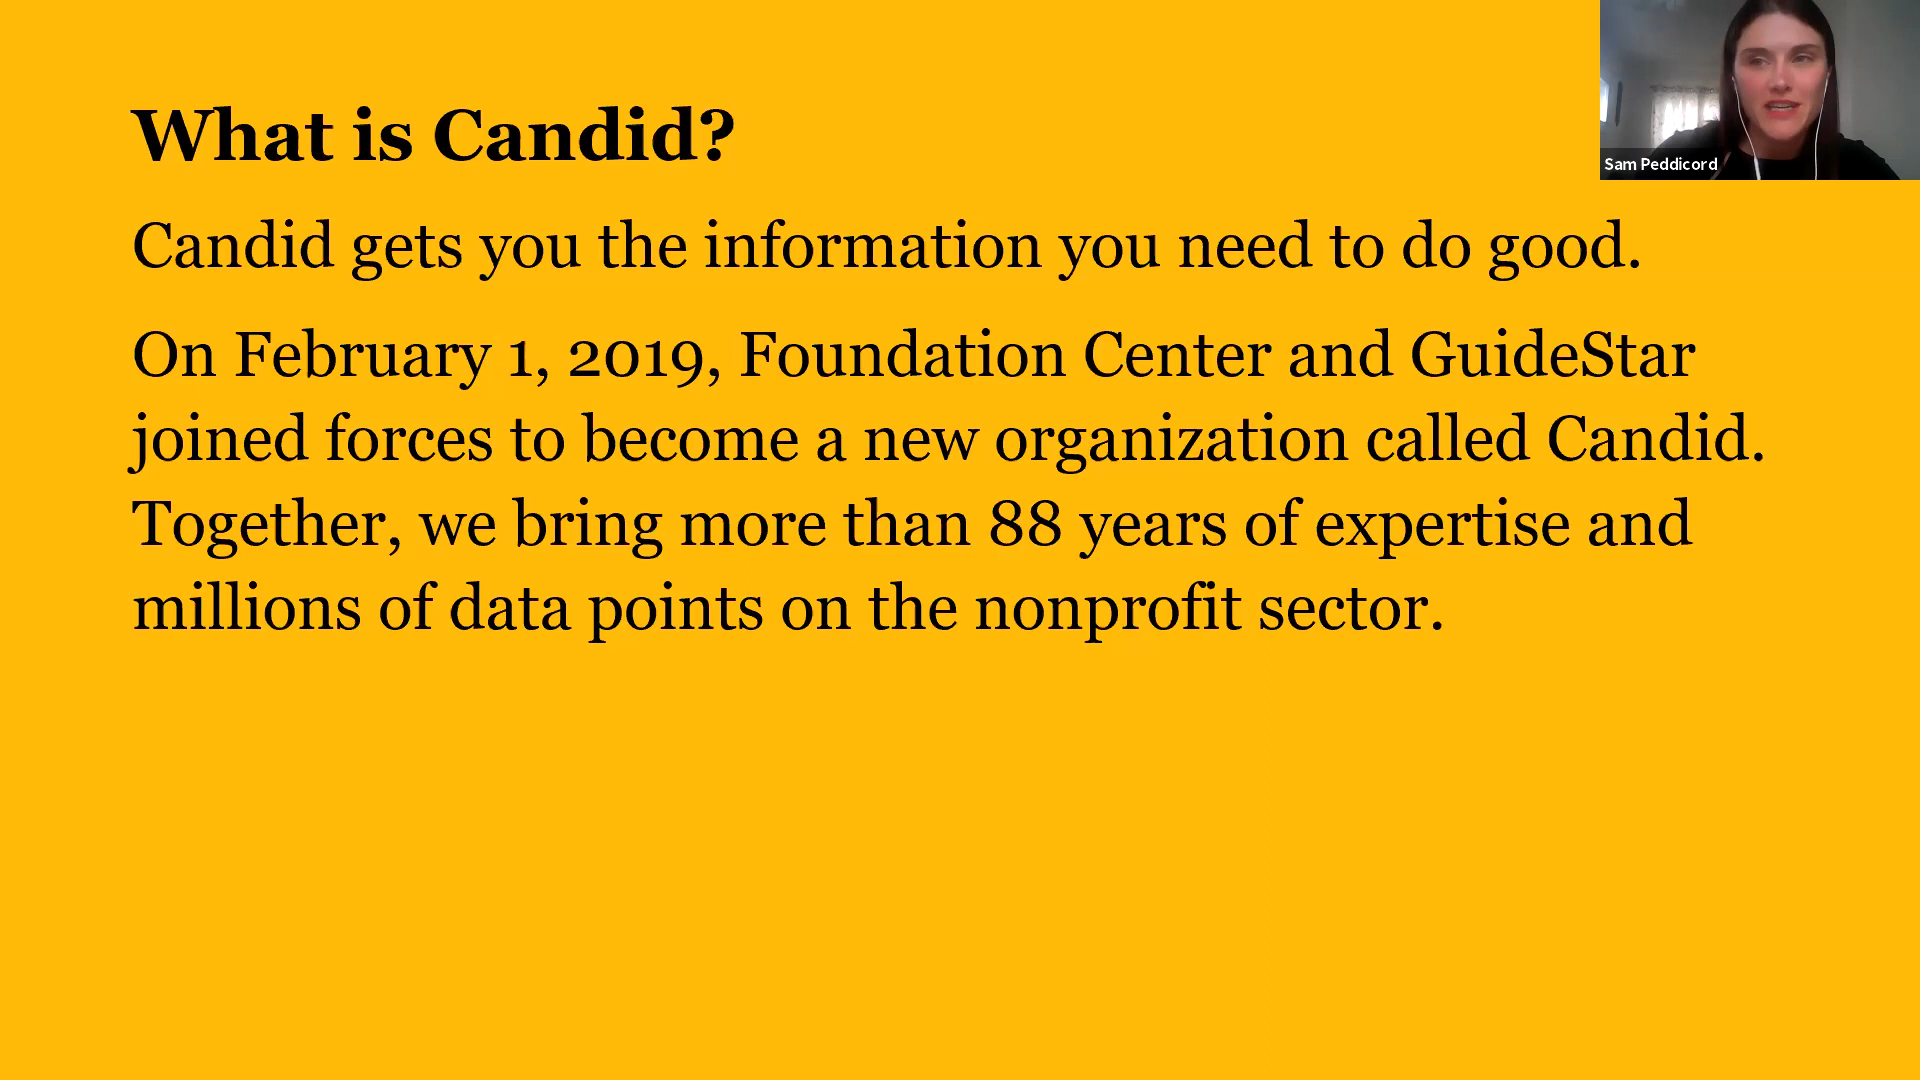 What is Candid?
Sam Peddicord
Candid gets you the information you need to do good.
On February 1, 2019, Foundation Center and GuideStar
joined forces to become a new organization called Candid.
Together, we bring more than 88 years of expertise and
millions of data points on the nonprofit sector.